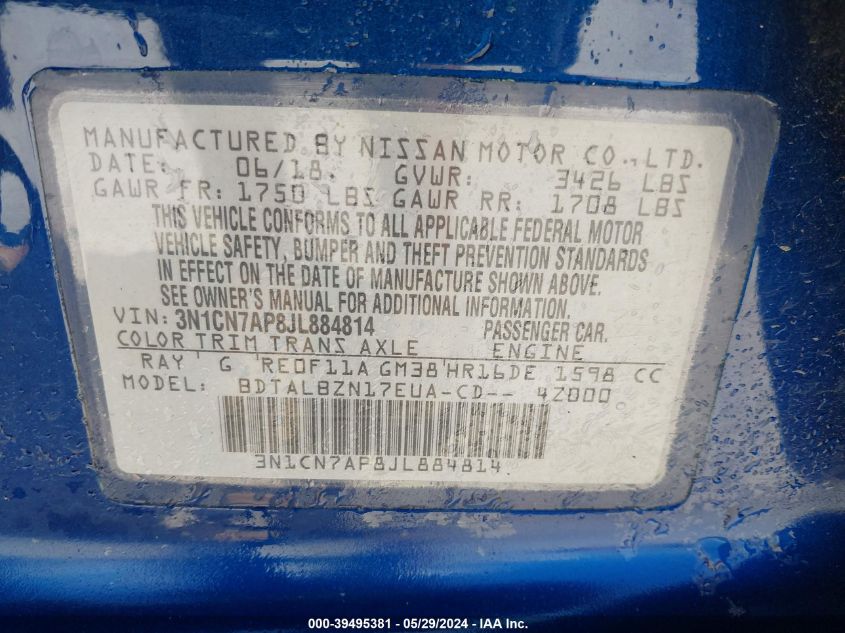 MANUFACTURED BY NISSAN MOTOR CO., LTD.
DATE: 06/18. GVWR: 3426 LBS
GAWR FR: 1750 LBS GAWR RR: 1708 LBS
THIS VEHICLE CONFORMS TO ALL APPLICABLE FEDERAL MOTOR
VEHICLE SAFETY, BUMPER AND THEFT PREVENTION STANDARDS
IN EFFECT ON THE DATE OF MANUFACTURE SHOWN ABOVE.
SEE OWNER'S MANUAL FOR ADDITIONAL INFORMATION.
VIN: 3N1CN7AP8JL884814 PASSENGER CAR.
COLOR TRIM TRANS AXLE ENGINE
RAY G RE0F11A GM38 HR16DE 1598 CC
MODEL: BDTALBZN17EUA-CD-- 4Z000
3N1CN7AP8JL884814
000-39495381 - 05/29/2024 - IAA Inc.